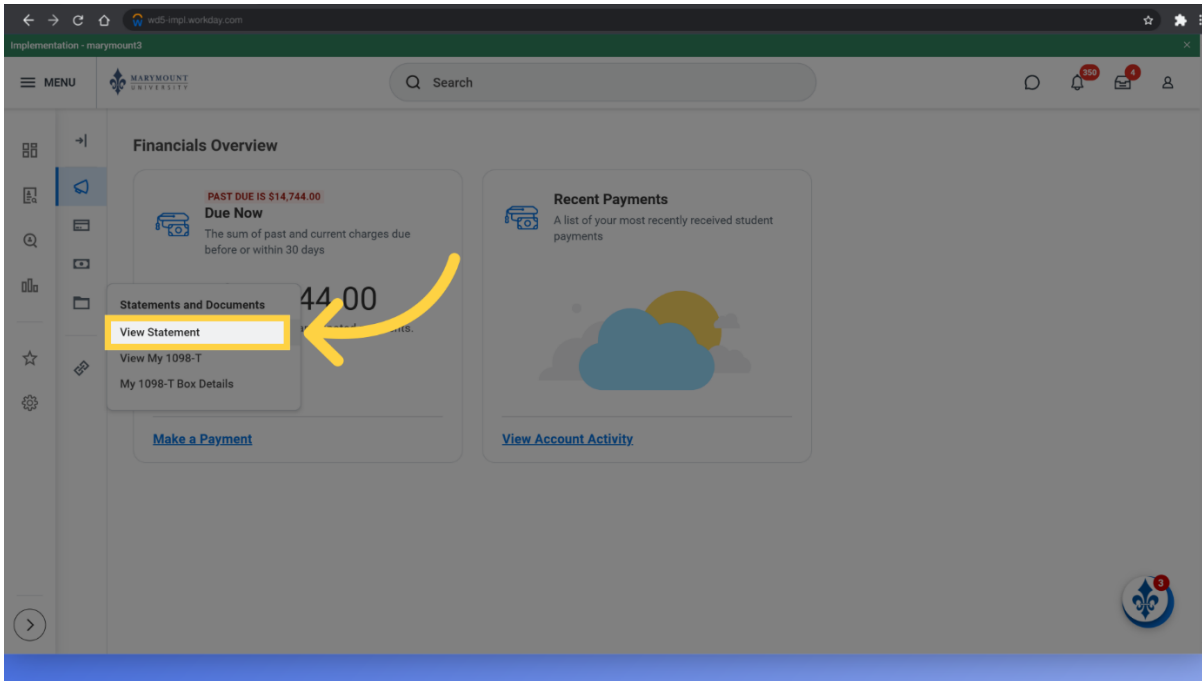 wd5-impl.workday.com
Implementation - marymount3
MENU
MARYMOUNT
UNIVERSITY
Search
350
4
Financials Overview
PAST DUE IS $14,744.00
Due Now
The sum of past and current charges due
before or within 30 days
44.00
Statements and Documents
View Statement
View My 1098-T
My 1098-T Box Details
Make a Payment
Recent Payments
A list of your most recently received student
payments
View Account Activity
3